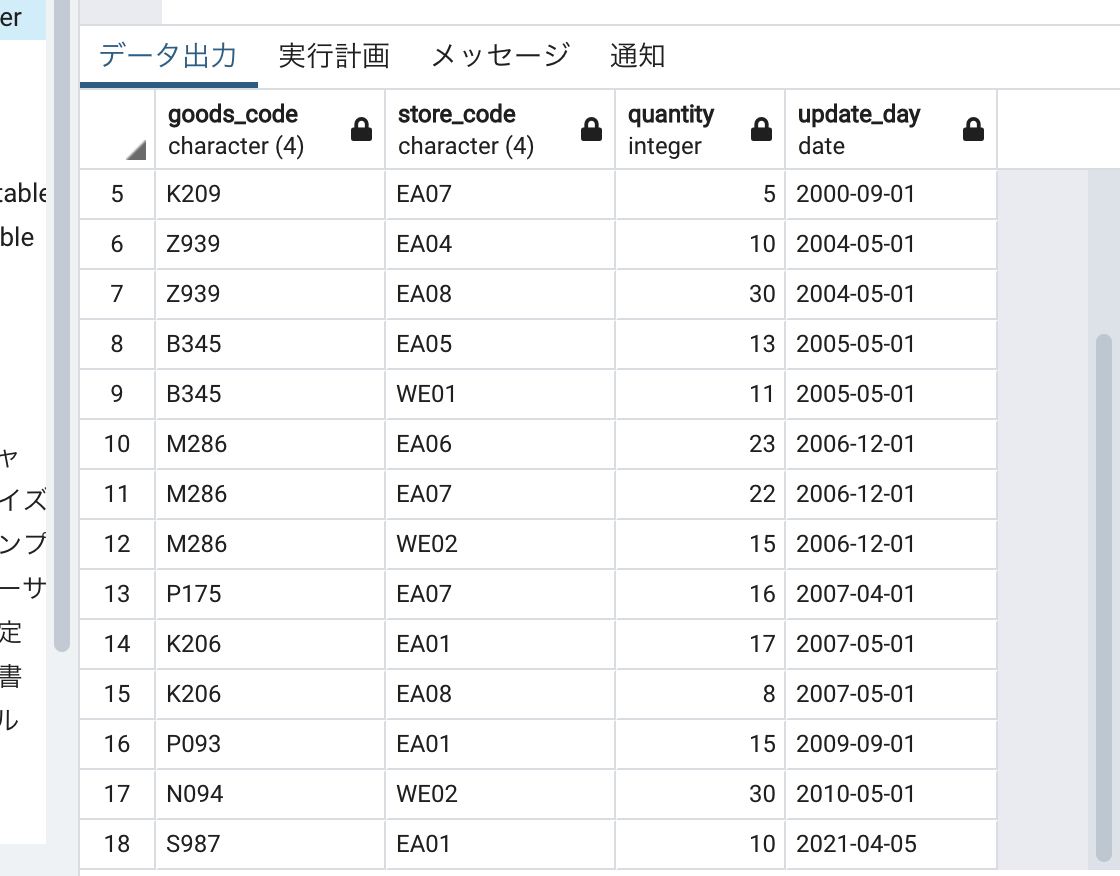 er
table
ble
ャ
イズ
ンプ
ーサ
定
書
ル
データ出力 実行計画 メッセージ 通知
goods_code store_code quantity update_day
character (4) character (4) integer date
5 K209 EA07 5 2000-09-01
6 Z939 EA04 10 2004-05-01
7 Z939 EA08 30 2004-05-01
8 B345 EA05 13 2005-05-01
9 B345 WE01 11 2005-05-01
10 M286 EA06 23 2006-12-01
11 M286 EA07 22 2006-12-01
12 M286 WE02 15 2006-12-01
13 P175 EA07 16 2007-04-01
14 K206 EA01 17 2007-05-01
15 K206 EA08 8 2007-05-01
16 P093 EA01 15 2009-09-01
17 N094 WE02 30 2010-05-01
18 S987 EA01 10 2021-04-05